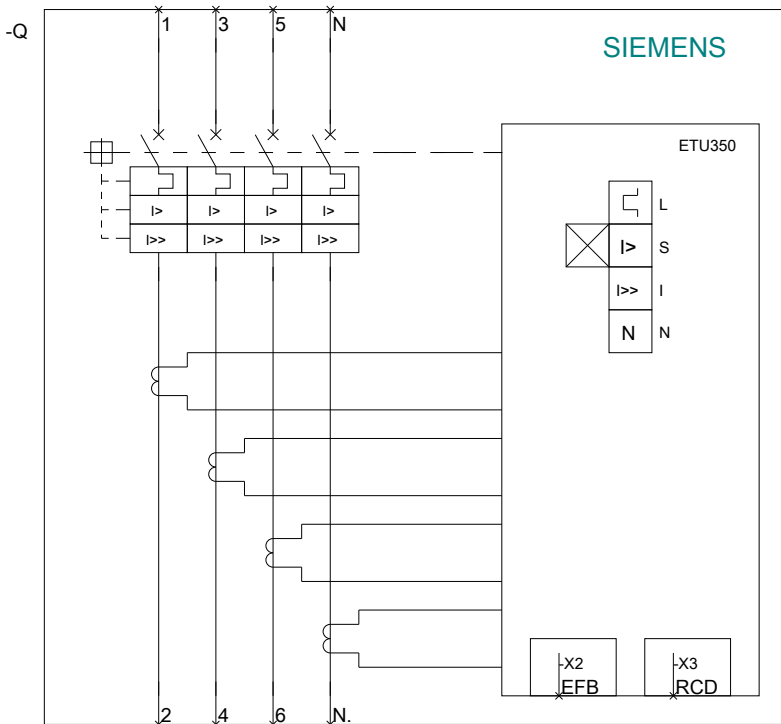 -Q
1 3 5 N
SIEMENS
ETU350
L
I> I> I> I>
I> S
I>> I>> I>> I>>
I>> I
N N
-X2
EFB
-X3
RCD
2 4 6 N.